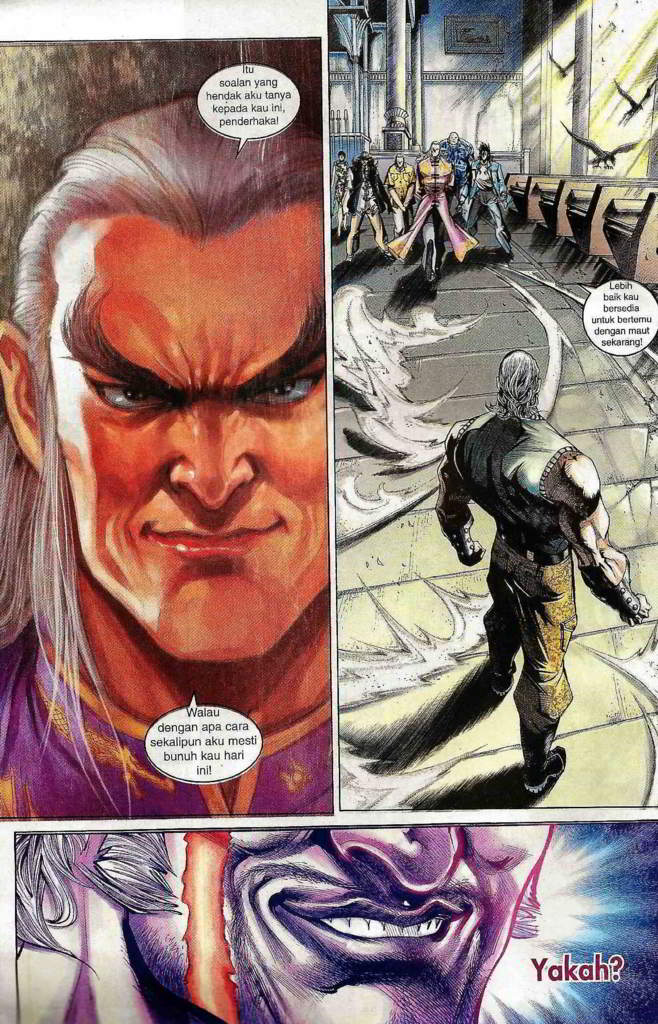 Itu
soalan yang
hendak aku tanya
kepada kau ini,
penderhaka!
Walau
dengan apa cara
sekalipun aku mesti
bunuh kau hari
ini!
Lebih
baik kau
bersedia
untuk bertemu
dengan maut
sekarang!
Yakah?